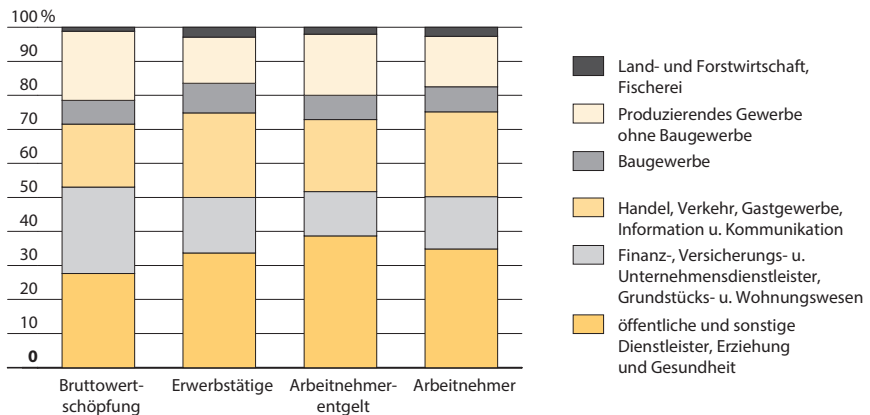 100 %
90
80
70
60
50
40
30
20
10
0
Bruttowert-
schöpfung
Erwerbstätige
Arbeitnehmer-
entgelt
Arbeitnehmer
Land- und Forstwirtschaft,
Fischerei
Produzierendes Gewerbe
ohne Baugewerbe
Baugewerbe
Handel, Verkehr, Gastgewerbe,
Information u. Kommunikation
Finanz-, Versicherungs- u.
Unternehmensdienstleister,
Grundstücks- u. Wohnungswesen
öffentliche und sonstige
Dienstleister, Erziehung
und Gesundheit